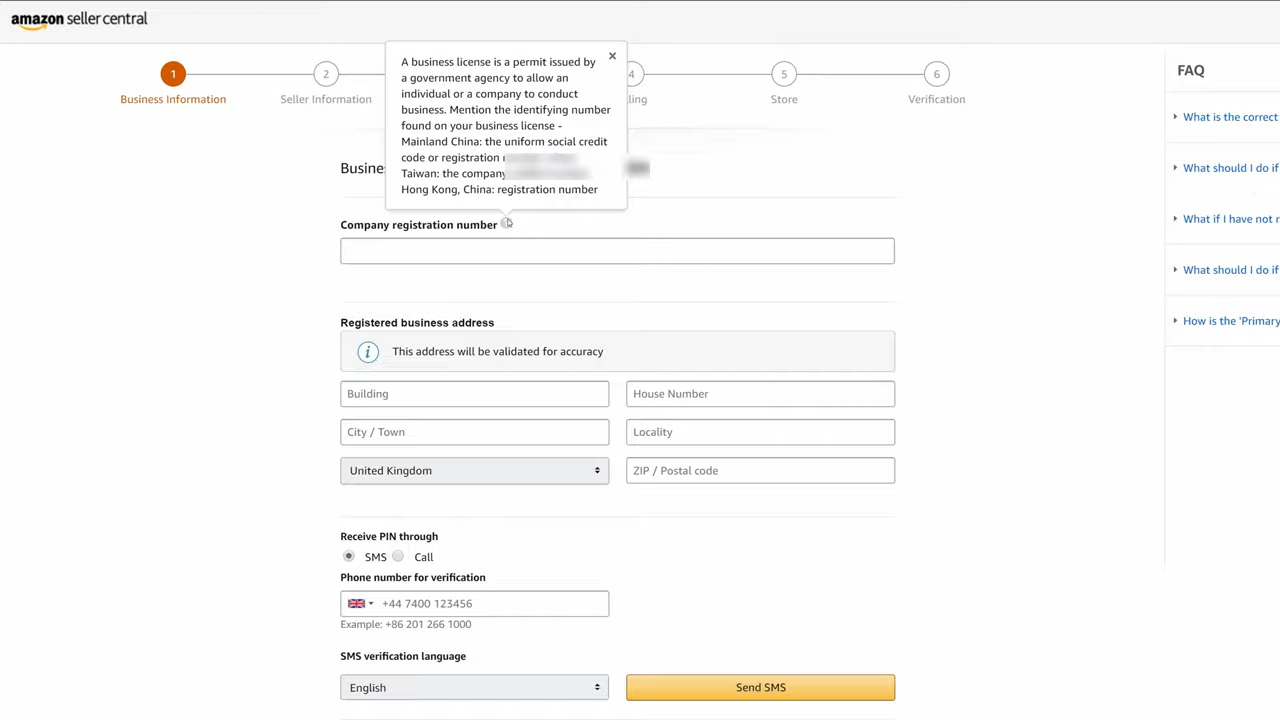 amazon seller central
A business license is a permit issued by
a government agency to allow an
individual or a company to conduct
business. Mention the identifying number
found on your business license -
Mainland China: the uniform social credit
code or registration
Taiwan: the company
Hong Kong, China: registration number
×
1
2
4
5
6
Business Information
Seller Information
Store
Verification
FAQ
What is the correct
What should I do if
What if I have not
What should I do if
How is the 'Primary
Company registration number
Registered business address
i
This address will be validated for accuracy
Building
House Number
City / Town
Locality
United Kingdom
ZIP / Postal code
Receive PIN through
SMS
Call
Phone number for verification
+44 7400 123456
Example: +86 201 266 1000
SMS verification language
English
Send SMS